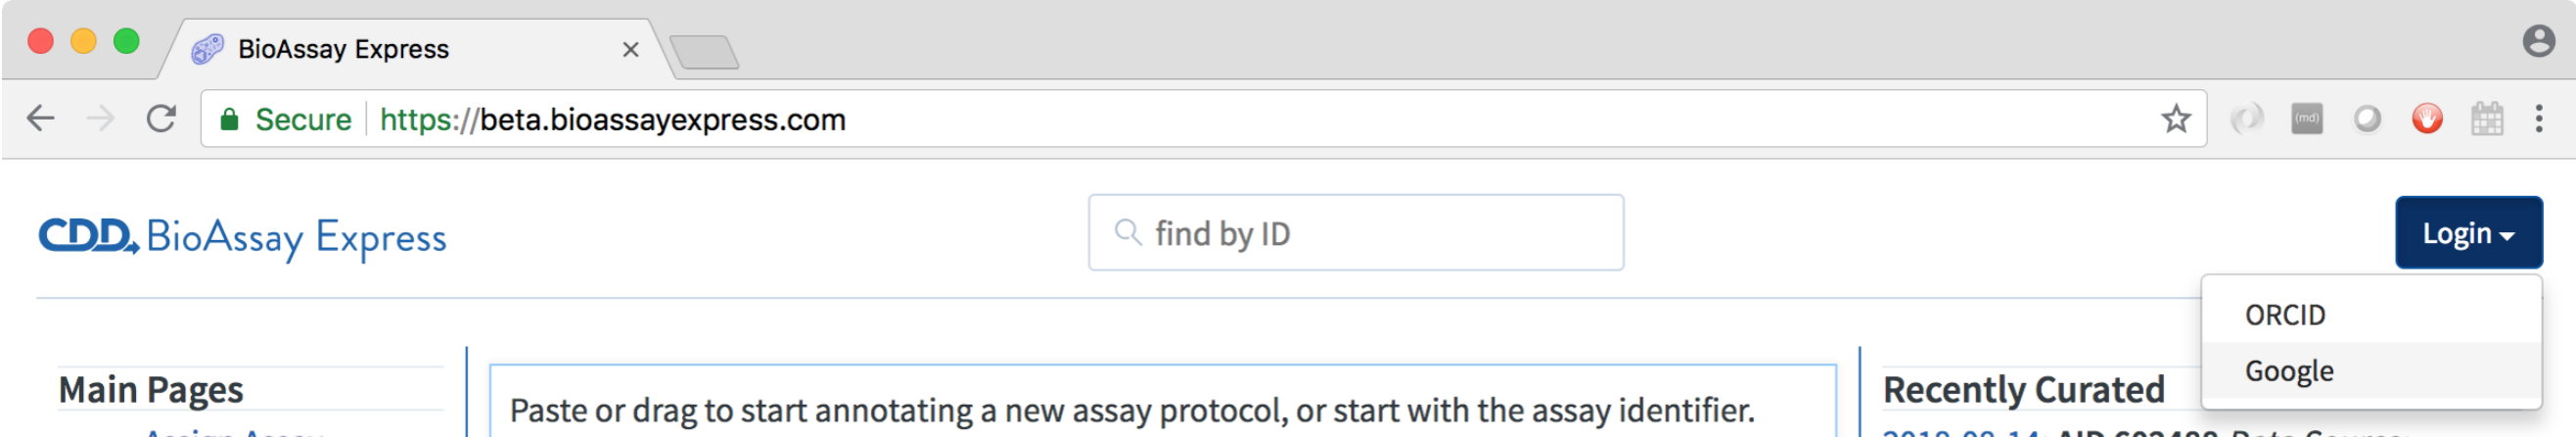 BioAssay Express
Secure https://beta.bioassayexpress.com
(md)
CDD BioAssay Express
find by ID
Login
ORCID
Google
Main Pages
Paste or drag to start annotating a new assay protocol, or start with the assay identifier.
Recently Curated